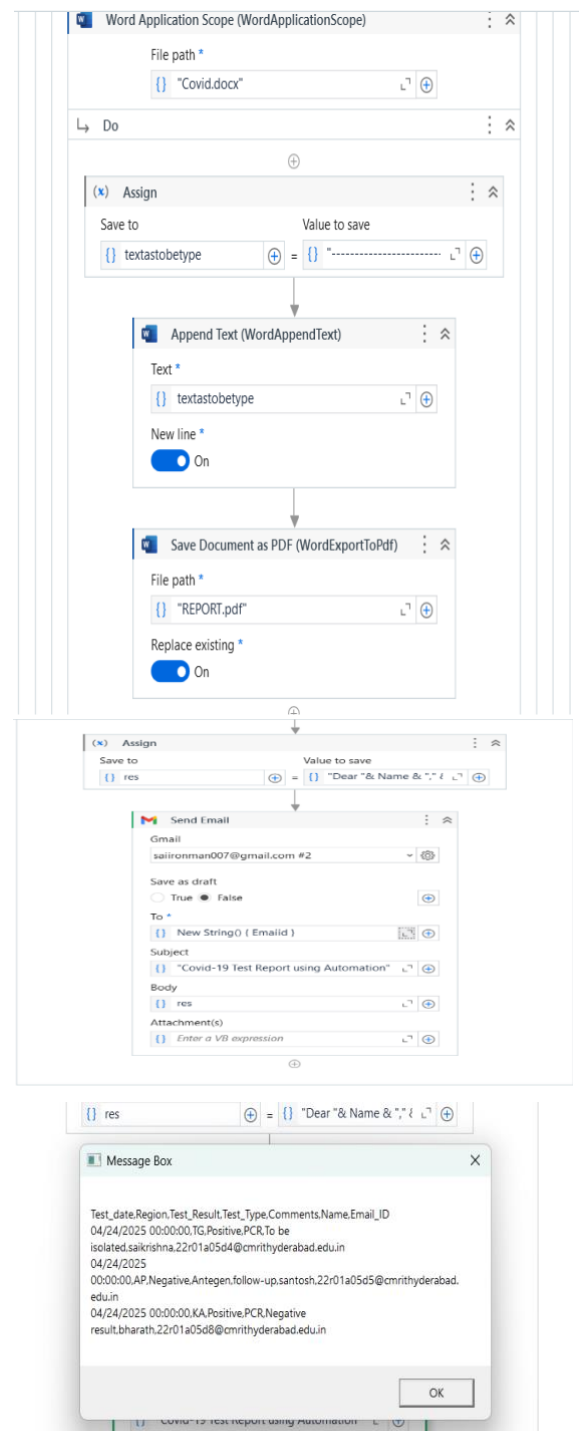 Word Application Scope (WordApplicationScope)
File path *
{} "Covid.docx"
Do
(x) Assign
Save to Value to save
{} textastobetype = {} "------------------------
Append Text (WordAppendText)
Text *
{} textastobetype
New line *
On
Save Document as PDF (WordExportToPdf)
File path *
{} "REPORT.pdf"
Replace existing *
On
(x) Assign
Save to Value to save
{} res = {} "Dear "& Name & "," &
Send Email
Gmail
saiironman007@gmail.com #2
Save as draft
True False
To *
{} New String() { Emailid }
Subject
{} "Covid-19 Test Report using Automation"
Body
{} res
Attachment(s)
{} Enter a VB expression
{} res = {} "Dear "& Name & "," &
Message Box
Test_date,Region,Test_Result,Test_Type,Comments,Name,Email_ID
04/24/2025 00:00:00,TG,Positive,PCR,To be
isolated,saikrishna,22r01a05d4@cmrithyderabad.edu.in
04/24/2025
00:00:00,AP,Negative,Antegen,follow-up,santosh,22r01a05d5@cmrithyderabad.
edu.in
04/24/2025 00:00:00,KA,Positive,PCR,Negative
result,bharath,22r01a05d8@cmrithyderabad.edu.in
OK
{} "Covid-19 Test Report using Automation"